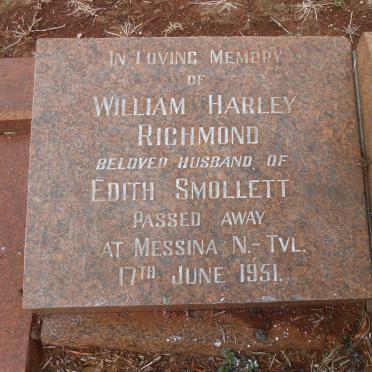 IN LOVING MEMORY
OF
WILLIAM HARLEY
RICHMOND
BELOVED HUSBAND OF
EDITH SMOLLETT
PASSED AWAY
AT MESSINA N.-TVL.
17TH JUNE 1951.